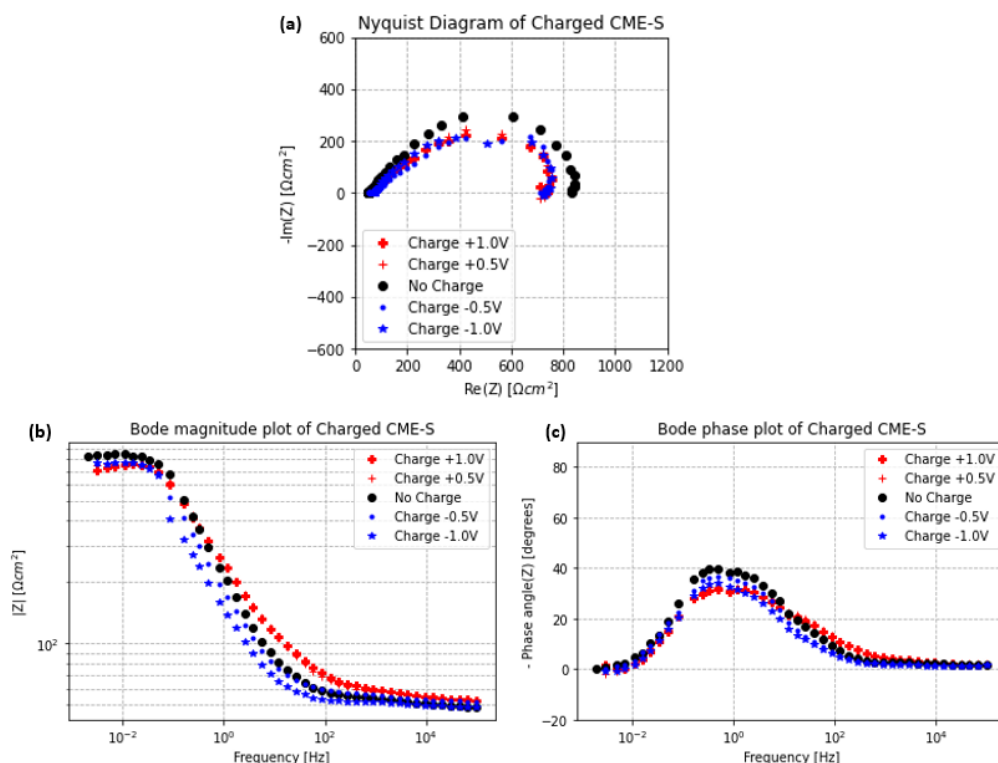 (a)
Nyquist Diagram of Charged CME-S
600
400
200
0
−200
−400
−600
-Im(Z) [Ωcm²]
Charge +1.0V
Charge +0.5V
No Charge
Charge -0.5V
Charge -1.0V
0 200 400 600 800 1000 1200
Re(Z) [Ωcm²]
(b)
Bode magnitude plot of Charged CME-S
|Z| [Ωcm²]
10²
Charge +1.0V
Charge +0.5V
No Charge
Charge -0.5V
Charge -1.0V
10⁻² 10⁰ 10² 10⁴
Frequency [Hz]
(c)
Bode phase plot of Charged CME-S
- Phase angle(Z) [degrees]
80
60
40
20
0
−20
Charge +1.0V
Charge +0.5V
No Charge
Charge -0.5V
Charge -1.0V
10⁻² 10⁰ 10² 10⁴
Frequency [Hz]